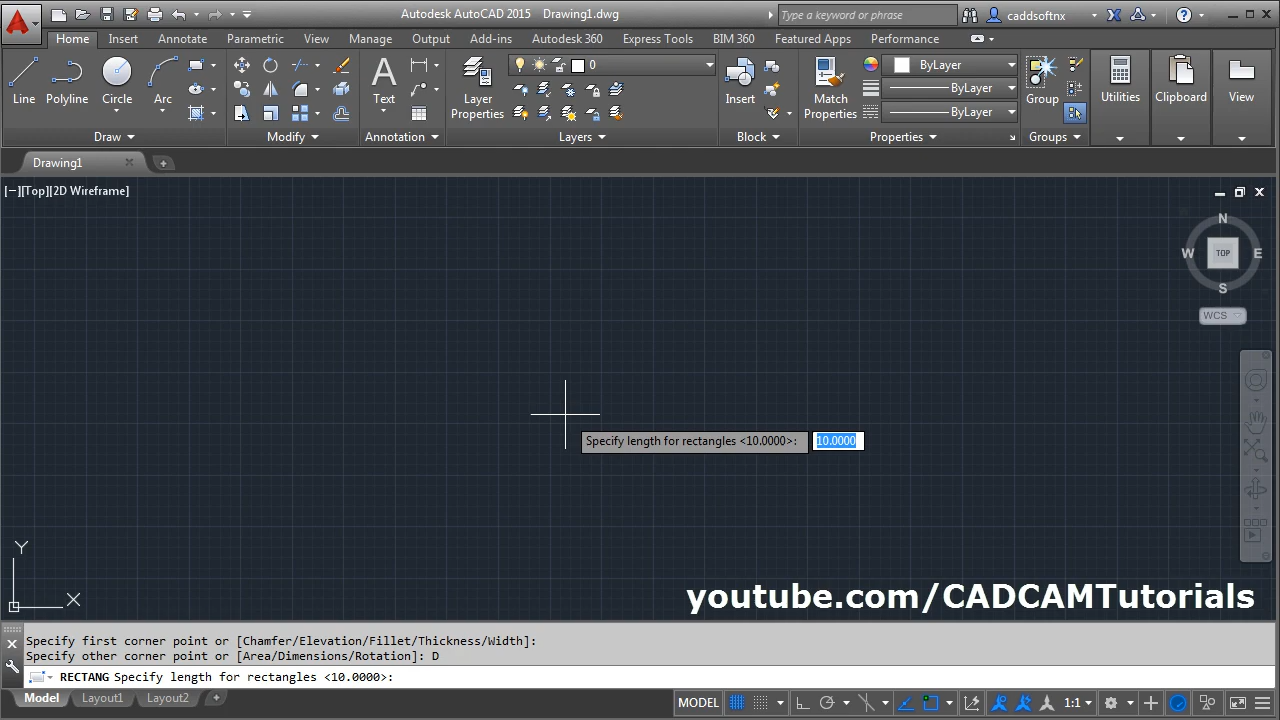 Autodesk AutoCAD 2015 Drawing1.dwg
Type a keyword or phrase
caddsoftnx
Home Insert Annotate Parametric View Manage Output Add-ins Autodesk 360 Express Tools BIM 360 Featured Apps Performance
Line Polyline Circle Arc
Draw
Modify
Text
Annotation
Layer Properties
0
Layers
Insert
Block
Match Properties
ByLayer
ByLayer
ByLayer
Properties
Group
Groups
Utilities
Clipboard
View
Drawing1
[−][Top][2D Wireframe]
N
W TOP E
S
WCS
Specify length for rectangles <10.0000>: 10.0000
Y
X
youtube.com/CADCAMTutorials
Specify first corner point or [Chamfer/Elevation/Fillet/Thickness/Width]:
Specify other corner point or [Area/Dimensions/Rotation]: D
RECTANG Specify length for rectangles <10.0000>:
Model Layout1 Layout2 +
MODEL 1:1